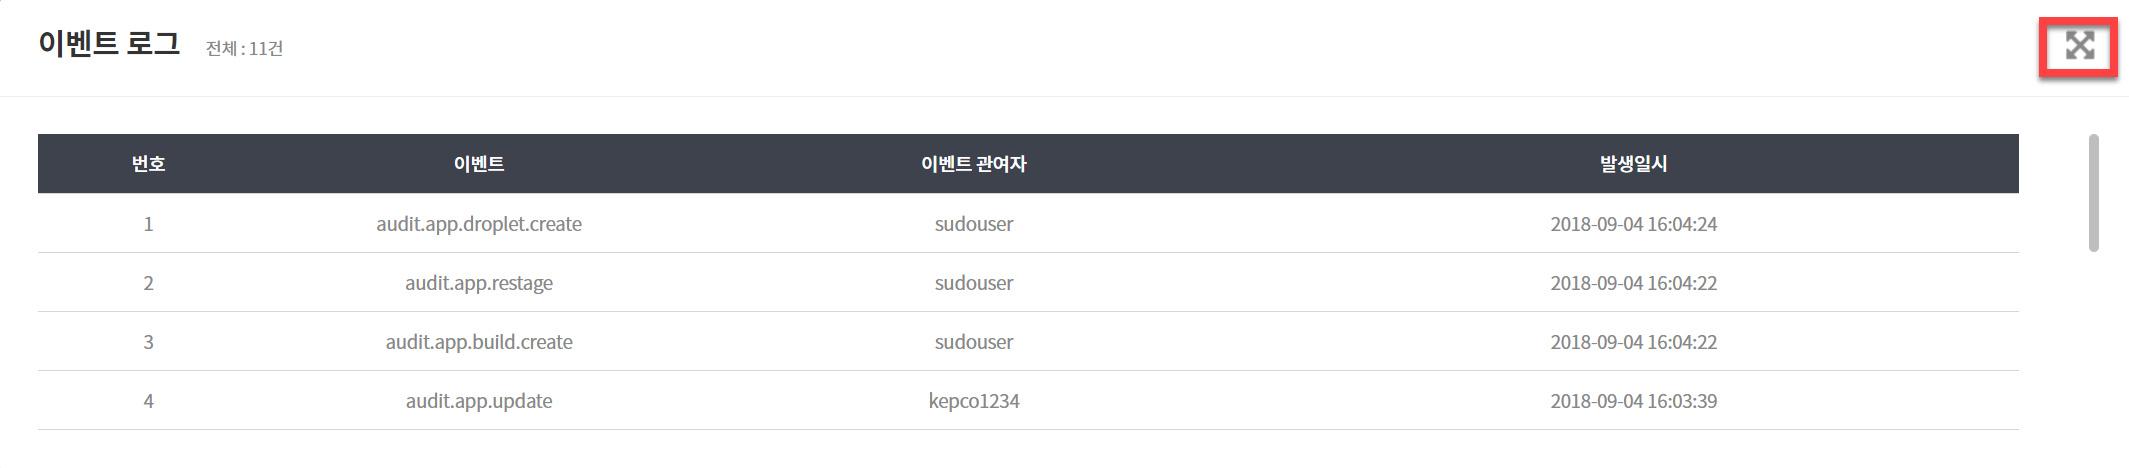 이벤트 로그 전체 : 11건
번호 이벤트 이벤트 관여자 발생일시
1 audit.app.droplet.create sudouser 2018-09-04 16:04:24
2 audit.app.restage sudouser 2018-09-04 16:04:22
3 audit.app.build.create sudouser 2018-09-04 16:04:22
4 audit.app.update kepco1234 2018-09-04 16:03:39